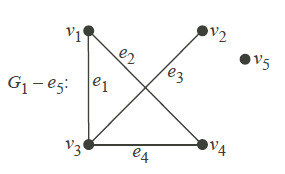 v₁
v₂
e₂
e₃
v₅
G₁ – e₅:
e₁
v₃
e₄
v₄